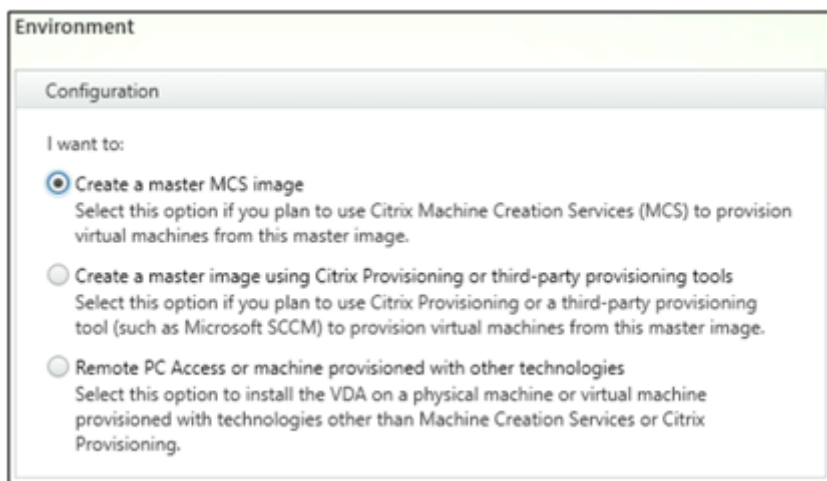 Environment
Configuration
I want to:
Create a master MCS image
Select this option if you plan to use Citrix Machine Creation Services (MCS) to provision
virtual machines from this master image.
Create a master image using Citrix Provisioning or third-party provisioning tools
Select this option if you plan to use Citrix Provisioning or a third-party provisioning
tool (such as Microsoft SCCM) to provision virtual machines from this master image.
Remote PC Access or machine provisioned with other technologies
Select this option to install the VDA on a physical machine or virtual machine
provisioned with technologies other than Machine Creation Services or Citrix
Provisioning.